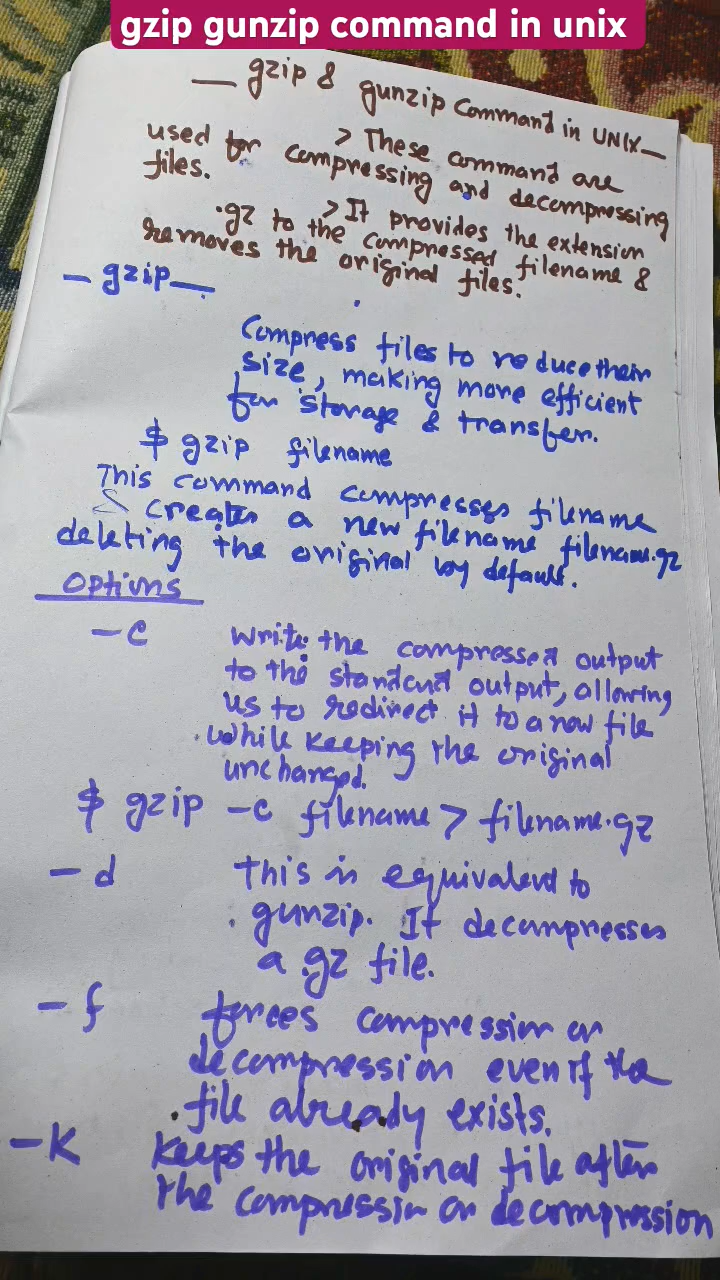 gzip gunzip command in unix
— gzip & gunzip Command in UNIX —
> These command are
used for compressing and decompressing
files.
> It provides the extension
.gz to the compressed filename &
removes the original files.
— gzip —
Compress files to reduce their
size, making more efficient
for storage & transfer.
$ gzip filename
This command compresses filename
& creates a new filename filename.gz
deleting the original by default.
Options
-c Write the compressed output
to the standard output, allowing
us to redirect it to a new file
while keeping the original
unchanged.
$ gzip -c filename > filename.gz
-d This is equivalent to
gunzip. It decompresses
a .gz file.
-f forces compression or
decompression even if the
file already exists.
-K Keeps the original file after
the compression or decompression